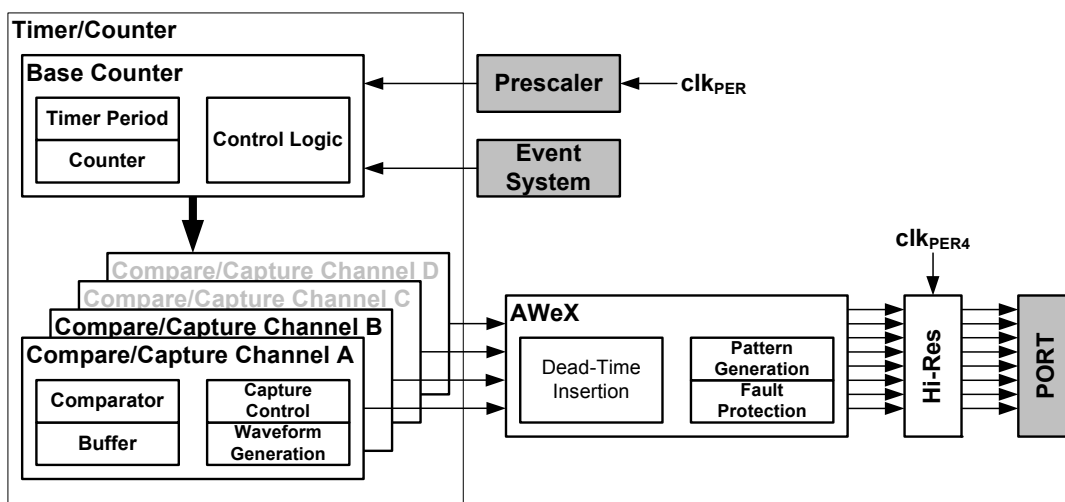 Timer/Counter
Base Counter
Timer Period
Counter
Control Logic
Prescaler
clkPER
Event
System
Compare/Capture Channel D
Compare/Capture Channel C
Compare/Capture Channel B
Compare/Capture Channel A
Comparator
Buffer
Capture
Control
Waveform
Generation
AWeX
Dead-Time
Insertion
Pattern
Generation
Fault
Protection
clkPER4
Hi-Res
PORT